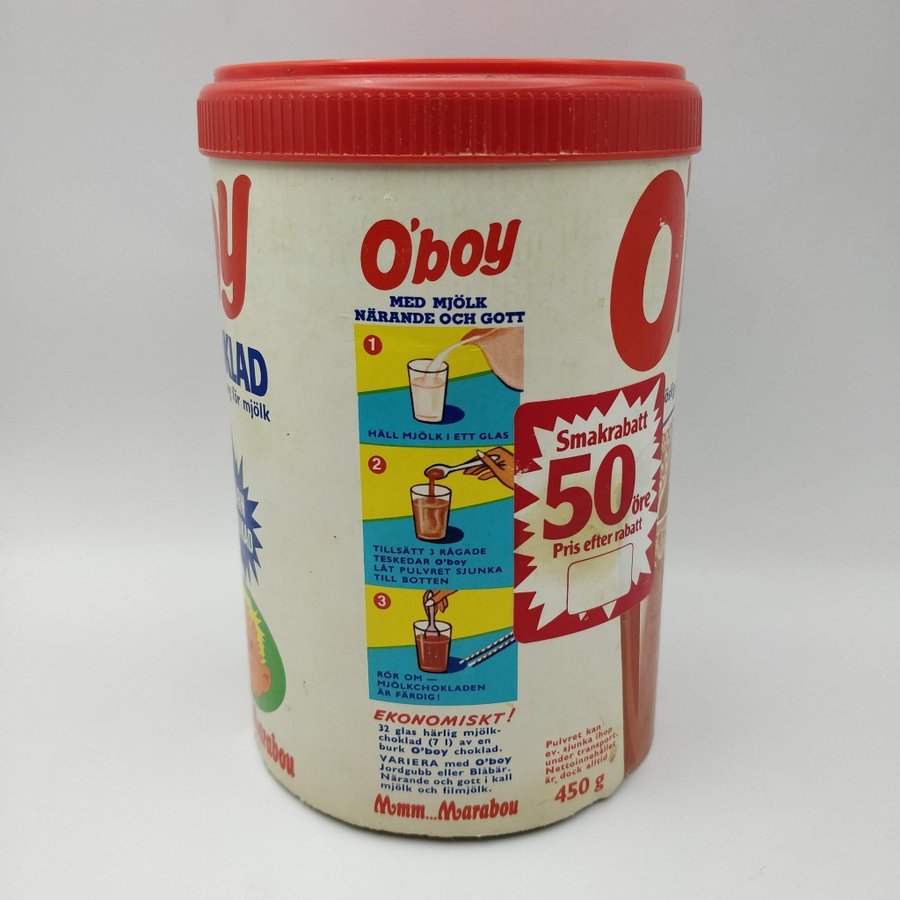 O'boy
MED MJÖLK
NÄRANDE OCH GOTT
1
HÄLL MJÖLK I ETT GLAS
2
TILLSÄTT 3 RÅGADE
TESKEDAR O'boy
LÅT PULVRET SJUNKA
TILL BOTTEN
3
RÖR OM —
MJÖLKCHOKLADEN
ÄR FÄRDIG!
EKONOMISKT!
32 glas härlig mjölk-
choklad (7 l) av en
burk O'boy choklad.
VARIERA med O'boy
Jordgubb eller Blåbär.
Närande och gott i kall
mjölk och filmjölk.
Mmm...Marabou
y
KLAD
för mjölk
rabou
O'
Smakrabatt
50 öre
Pris efter rabatt
Pulvret kan
ev. sjunka ihop
under transport.
Nettoinnehållet
är dock alltid
450 g